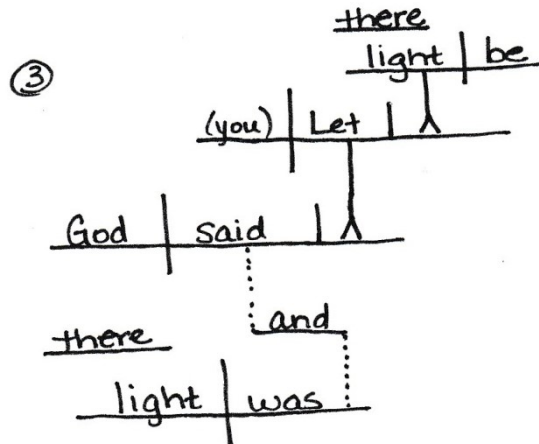 there
③ light be
(you) Let
God said
and
there
light was